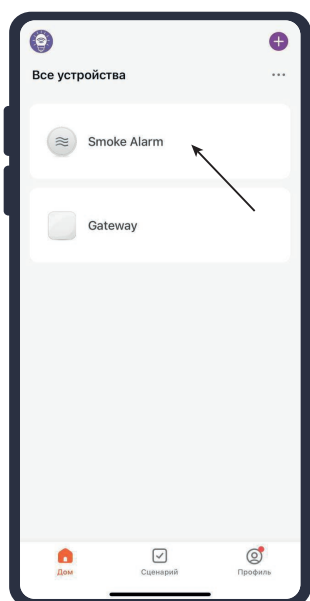 Все устройства
Smoke Alarm
Gateway
Дом
Сценарий
Профиль